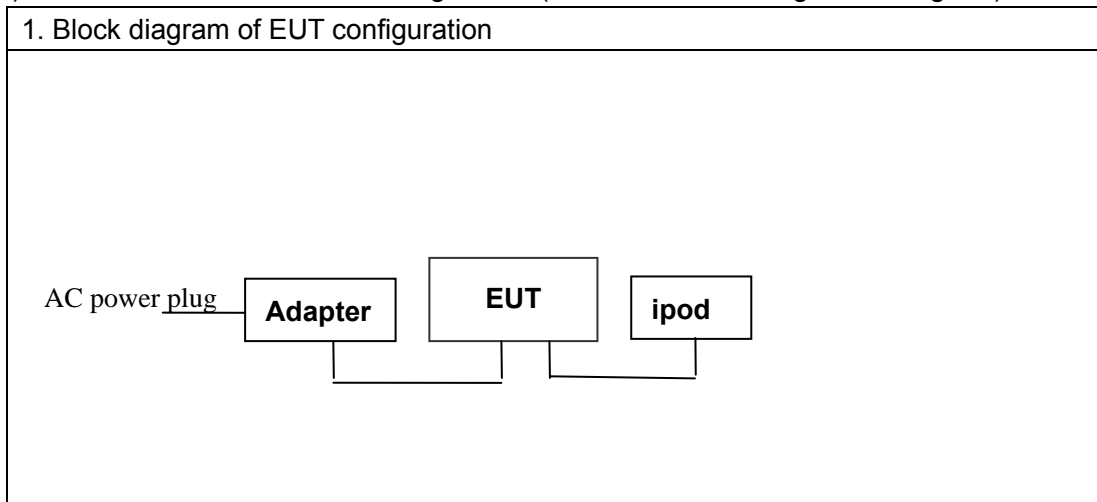 1. Block diagram of EUT configuration
AC power plug
Adapter
EUT
ipod